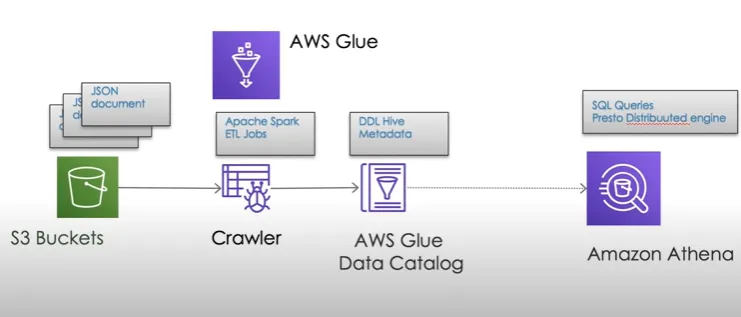 AWS Glue
JSON
document
Apache Spark
ETL Jobs
DDL Hive
Metadata
SQL Queries
Presto Distribuuted engine
S3 Buckets
Crawler
AWS Glue
Data Catalog
Amazon Athena